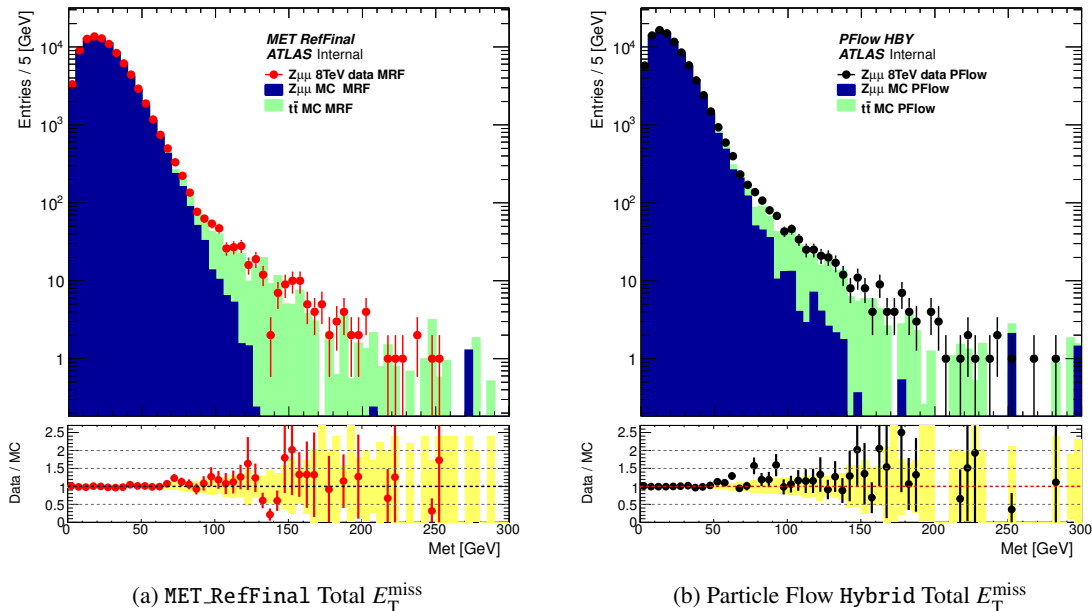 Entries / 5 [GeV]
10⁴
10³
10²
10
1
MET RefFinal
ATLAS Internal
Zμμ 8TeV data MRF
Zμμ MC MRF
tt̄ MC MRF
Data / MC
2.5
2
1.5
1
0.5
0
0 50 100 150 200 250 300
Met [GeV]
(a) MET_RefFinal Total E_T^miss
Entries / 5 [GeV]
10⁴
10³
10²
10
1
PFlow HBY
ATLAS Internal
Zμμ 8TeV data PFlow
Zμμ MC PFlow
tt̄ MC PFlow
Data / MC
2.5
2
1.5
1
0.5
0
0 50 100 150 200 250 300
Met [GeV]
(b) Particle Flow Hybrid Total E_T^miss